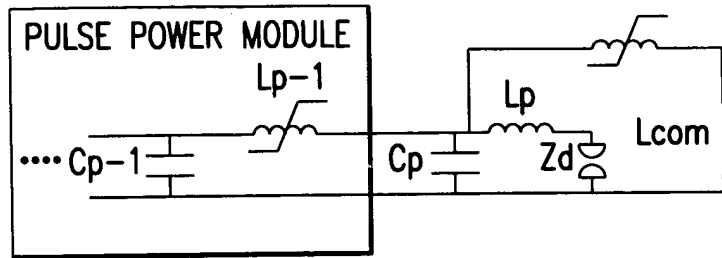 PULSE POWER MODULE
Lp-1
Lp
Lcom
Cp-1
Cp
Zd